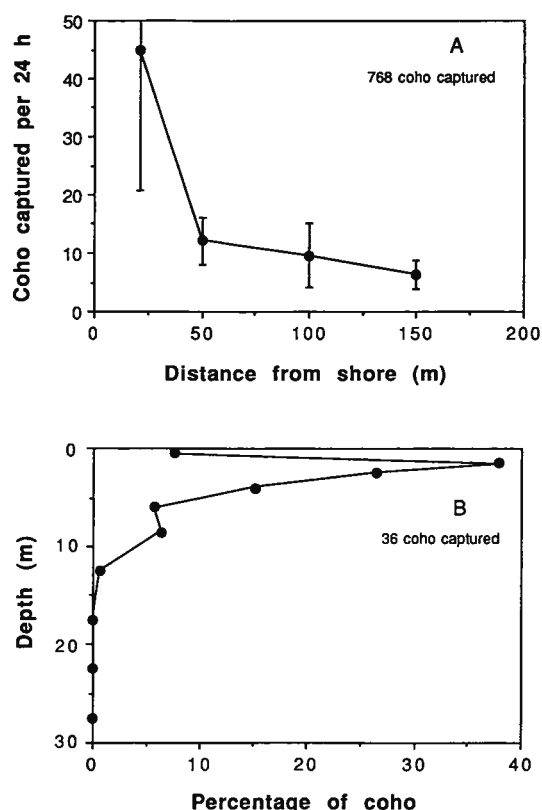 50
40
30
20
10
0
Coho captured per 24 h
A
768 coho captured
0 50 100 150 200
Distance from shore (m)
0
10
20
30
Depth (m)
B
36 coho captured
0 10 20 30 40
Percentage of coho